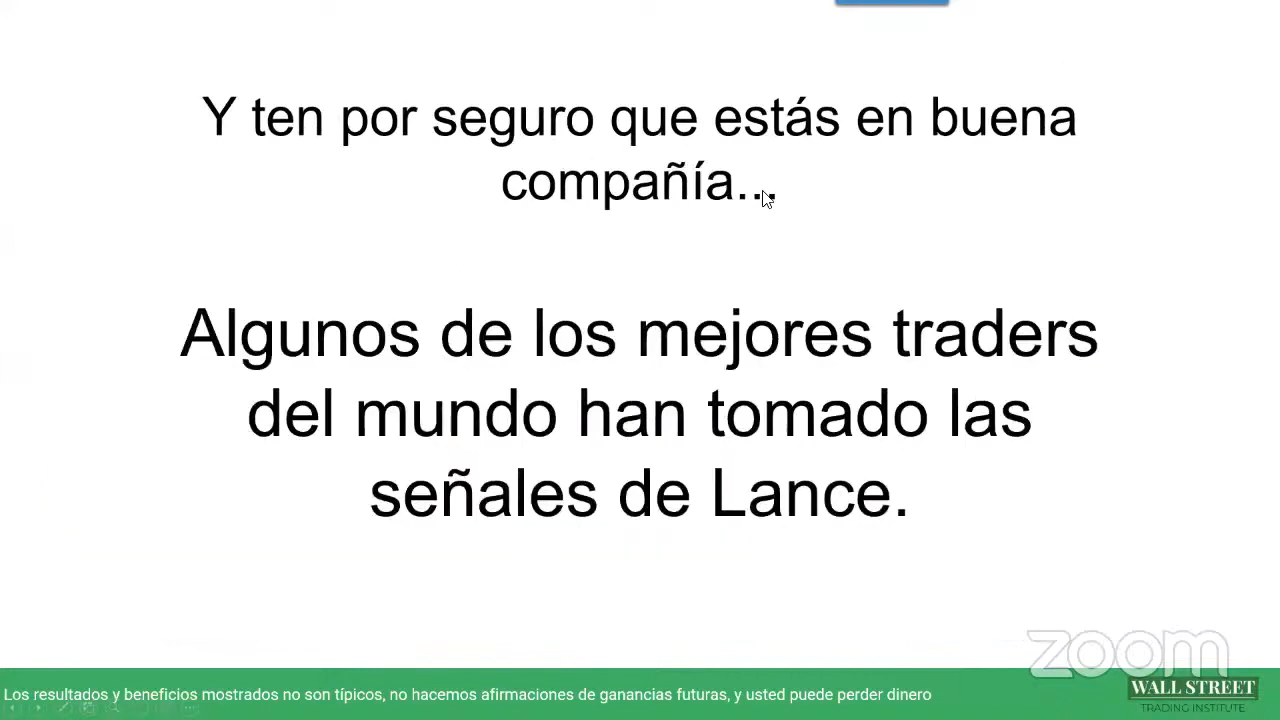 Y ten por seguro que estás en buena
compañía...
Algunos de los mejores traders
del mundo han tomado las
señales de Lance.
zoom
Los resultados y beneficios mostrados no son típicos, no hacemos afirmaciones de ganancias futuras, y usted puede perder dinero
WALL STREET
TRADING INSTITUTE